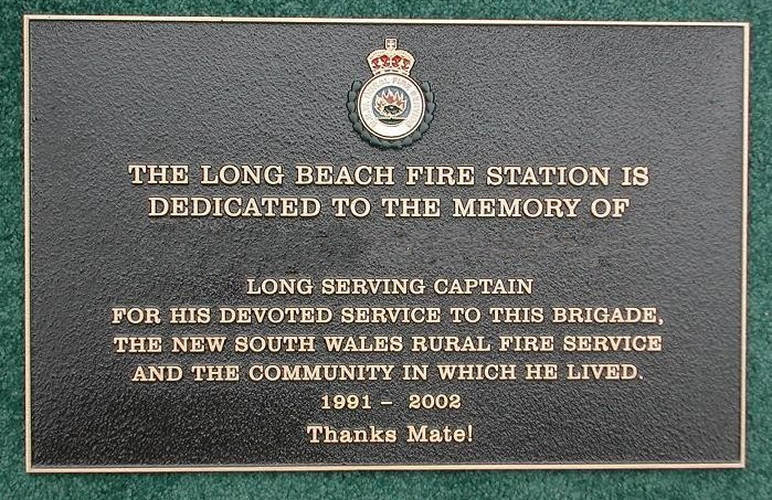 THE LONG BEACH FIRE STATION IS
DEDICATED TO THE MEMORY OF
LONG SERVING CAPTAIN
FOR HIS DEVOTED SERVICE TO THIS BRIGADE,
THE NEW SOUTH WALES RURAL FIRE SERVICE
AND THE COMMUNITY IN WHICH HE LIVED.
1991 – 2002
Thanks Mate!